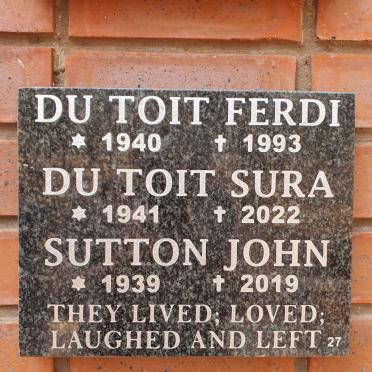 DU TOIT FERDI
✡ 1940 ✝ 1993
DU TOIT SURA
✡ 1941 ✝ 2022
SUTTON JOHN
✡ 1939 ✝ 2019
THEY LIVED; LOVED;
LAUGHED AND LEFT 27